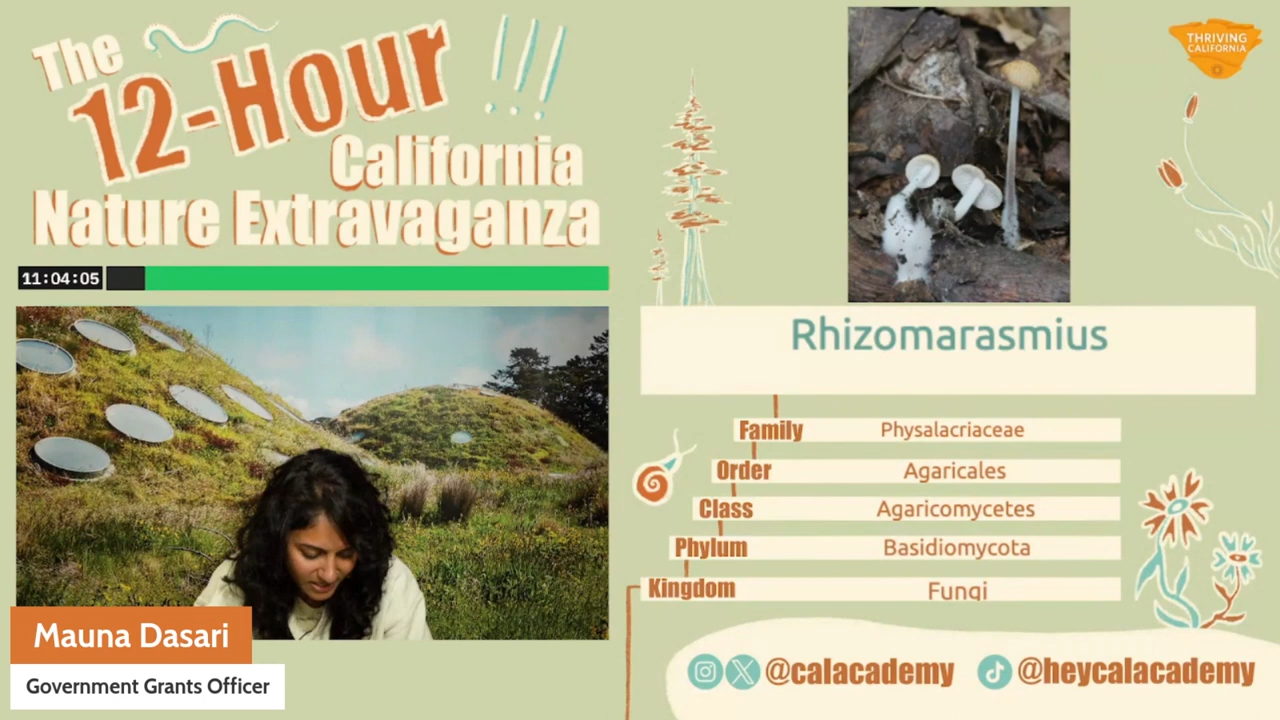 The
12-Hour
!!!
California
Nature Extravaganza
11:04:05
Mauna Dasari
Government Grants Officer
THRIVING
CALIFORNIA
Rhizomarasmius
Family Physalacriaceae
Order Agaricales
Class Agaricomycetes
Phylum Basidiomycota
Kingdom Fungi
@calacademy @heycalacademy